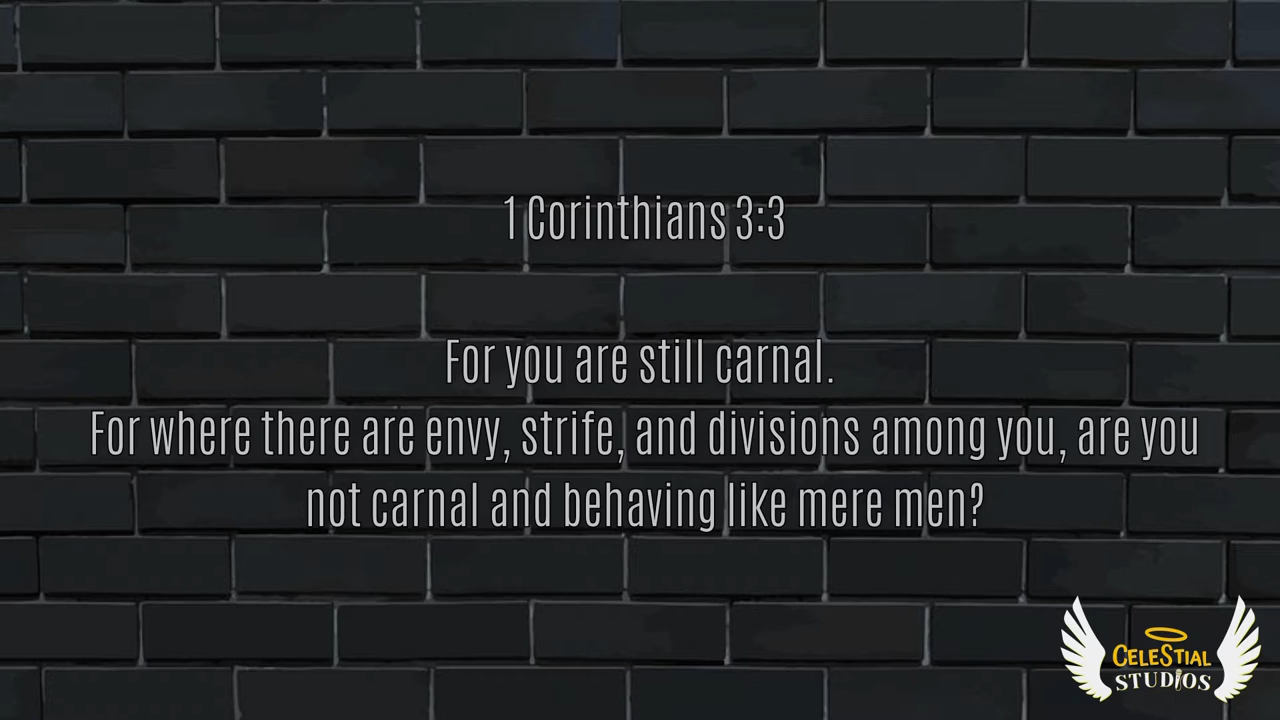 1 Corinthians 3:3
For you are still carnal.
For where there are envy, strife, and divisions among you, are you
not carnal and behaving like mere men?
CELESTIAL
STUDIOS